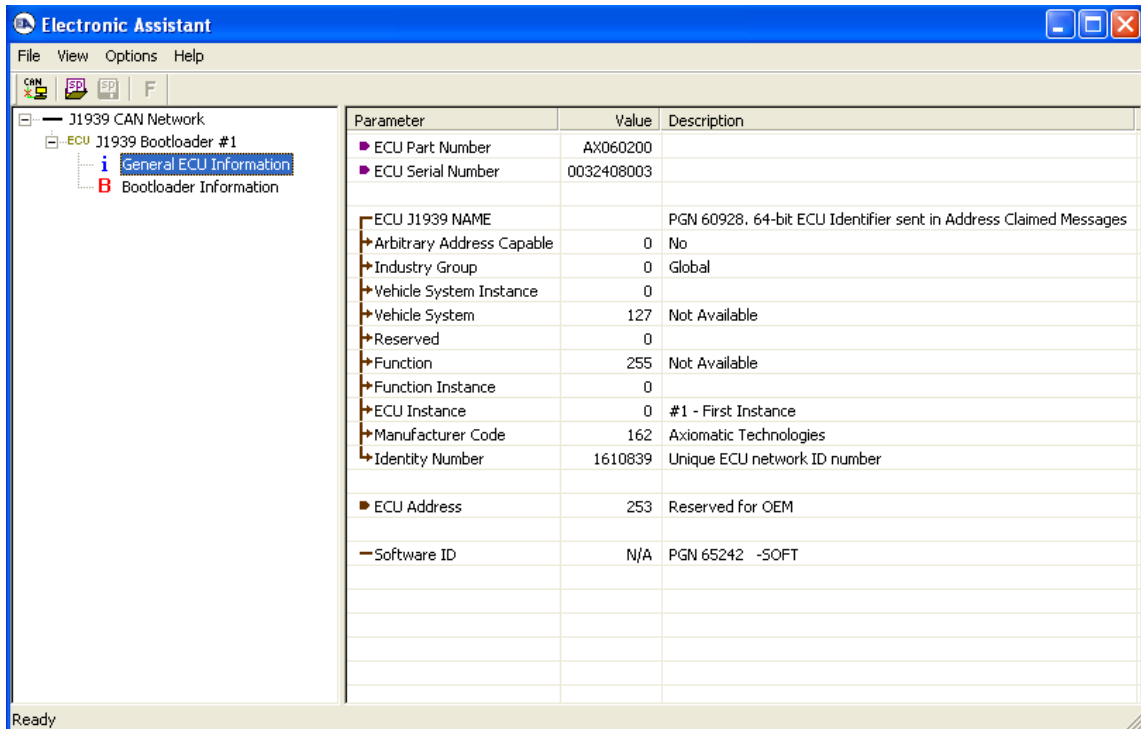 Electronic Assistant
File View Options Help
CAN SP SP F
J1939 CAN Network
ECU J1939 Bootloader #1
i General ECU Information
B Bootloader Information
Parameter Value Description
ECU Part Number AX060200
ECU Serial Number 0032408003
ECU J1939 NAME PGN 60928. 64-bit ECU Identifier sent in Address Claimed Messages
Arbitrary Address Capable 0 No
Industry Group 0 Global
Vehicle System Instance 0
Vehicle System 127 Not Available
Reserved 0
Function 255 Not Available
Function Instance 0
ECU Instance 0 #1 - First Instance
Manufacturer Code 162 Axiomatic Technologies
Identity Number 1610839 Unique ECU network ID number
ECU Address 253 Reserved for OEM
Software ID N/A PGN 65242 -SOFT
Ready